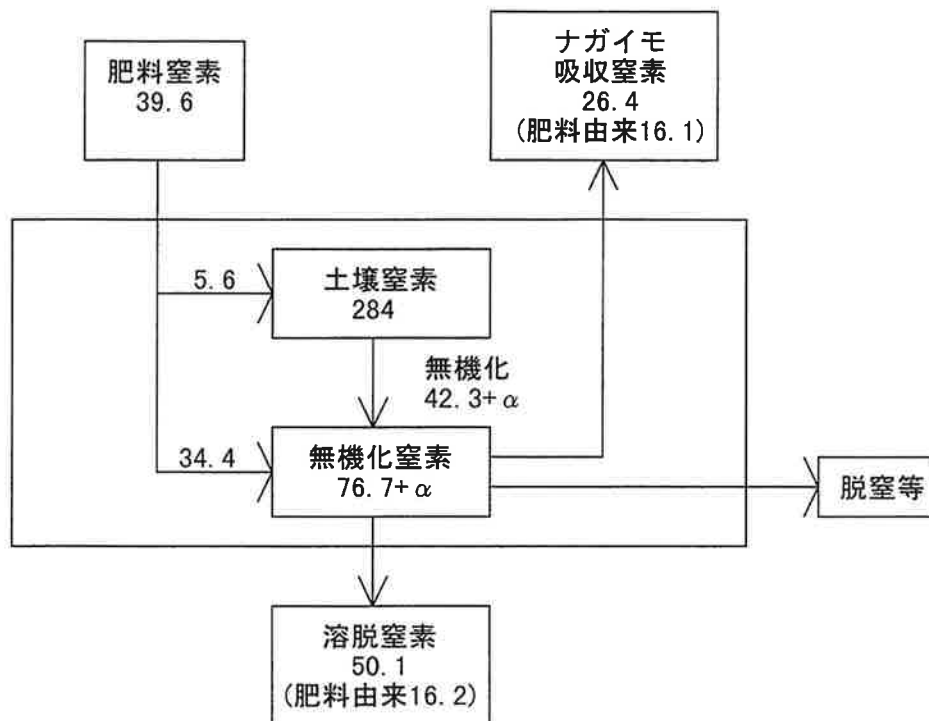 肥料窒素
39.6
ナガイモ
吸収窒素
26.4
(肥料由来16.1)
5.6
土壌窒素
284
無機化
42.3+α
34.4
無機化窒素
76.7+α
脱窒等
溶脱窒素
50.1
(肥料由来16.2)